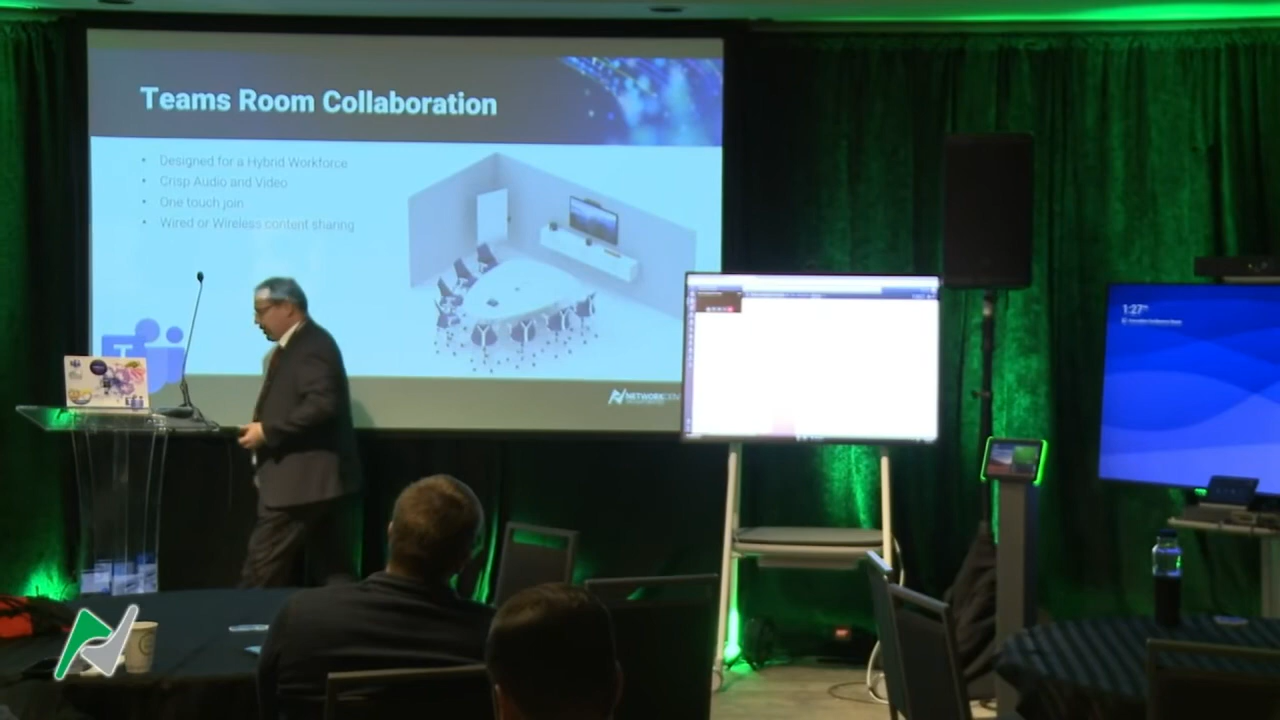 Teams Room Collaboration
• Designed for a Hybrid Workforce
• Crisp Audio and Video
• One touch join
• Wired or Wireless content sharing
T
NETWORKCEN
1:27